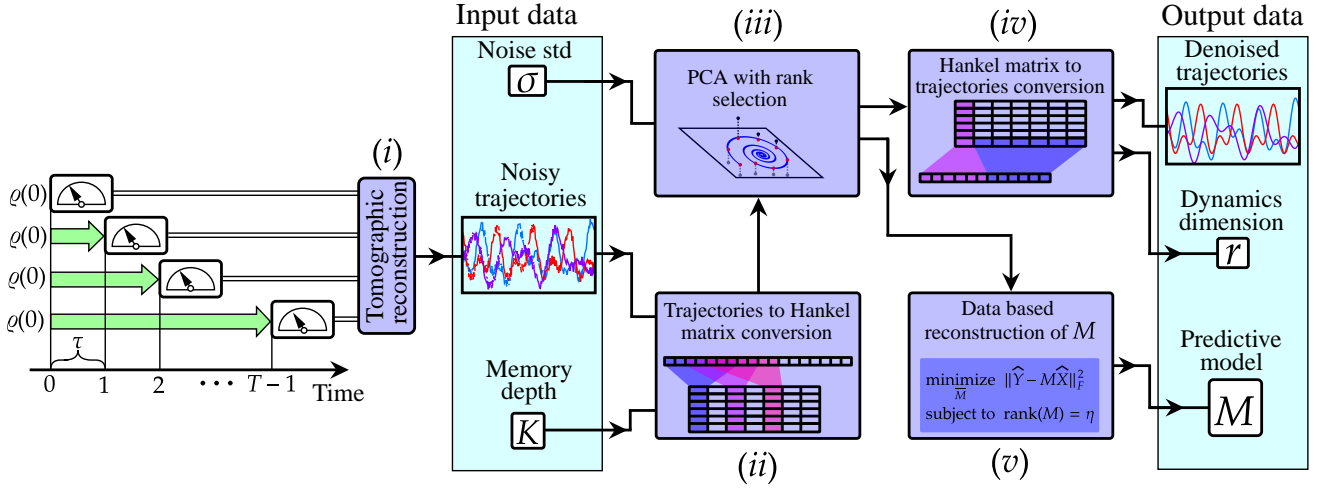 Input data
Noise std
σ
Noisy
trajectories
Memory
depth
K
(i)
Tomographic
reconstruction
ϱ(0)
ϱ(0)
ϱ(0)
ϱ(0)
τ
0
1
2
⋯
T − 1
Time
(ii)
Trajectories to Hankel
matrix conversion
(iii)
PCA with rank
selection
(iv)
Hankel matrix to
trajectories conversion
(v)
Data based
reconstruction of M
minimize ‖Ŷ − MX̂‖²_F
M
subject to rank(M) = η
Output data
Denoised
trajectories
Dynamics
dimension
r
Predictive
model
M